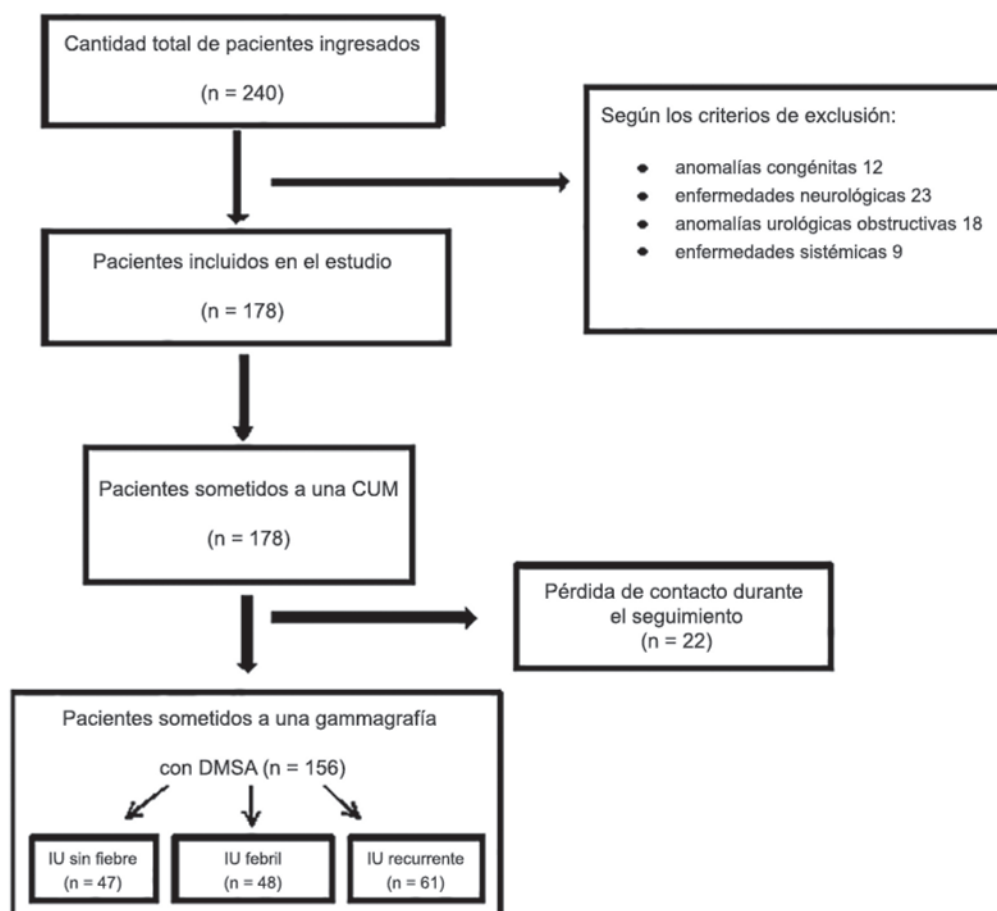 Cantidad total de pacientes ingresados
(n = 240)
Según los criterios de exclusión:
• anomalías congénitas 12
• enfermedades neurológicas 23
• anomalías urológicas obstructivas 18
• enfermedades sistémicas 9
Pacientes incluidos en el estudio
(n = 178)
Pacientes sometidos a una CUM
(n = 178)
Pérdida de contacto durante
el seguimiento
(n = 22)
Pacientes sometidos a una gammagrafía
con DMSA (n = 156)
IU sin fiebre
(n = 47)
IU febril
(n = 48)
IU recurrente
(n = 61)